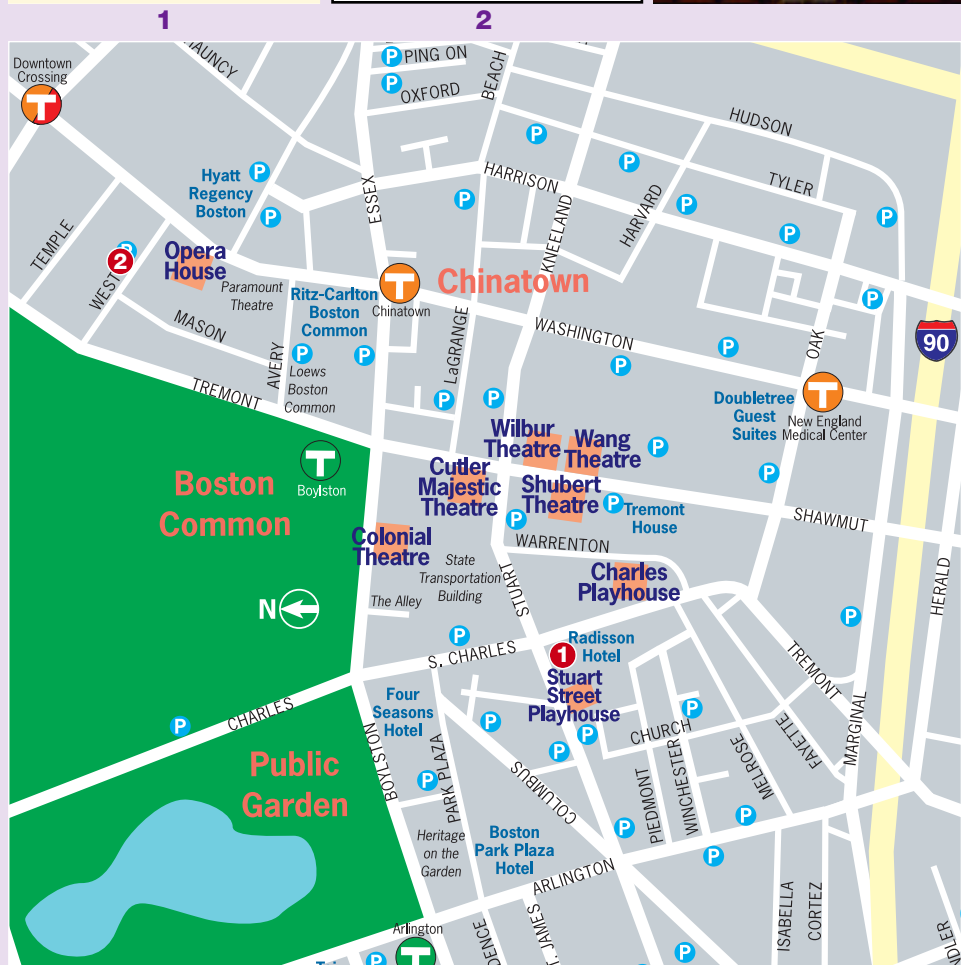 1
2
Downtown
Crossing
T
P
PING ON
P
OXFORD
BEACH
HUDSON
P
P
TYLER
HARRISON
P
HARVARD
P
P
P
KNEELAND
ESSEX
Hyatt
Regency
Boston
P
P
TEMPLE
P
2
WEST
Opera
House
Paramount
Theatre
MASON
AVERY
Ritz-Carlton
Boston
Common
T
Chinatown
Chinatown
P
P
Loews
Boston
Common
LaGRANGE
WASHINGTON
P
P
P
OAK
90
TREMONT
P
P
Doubletree
Guest
Suites
T
New England
Medical Center
P
T
Boylston
Boston
Common
Wilbur
Theatre
Wang
Theatre
P
Cutler
Majestic
Theatre
Shubert
Theatre
P
Tremont
House
P
SHAWMUT
Colonial
Theatre
State
Transportation
Building
The Alley
WARRENTON
STUART
Charles
Playhouse
HERALD
N
P
S. CHARLES
1
Radisson
Hotel
P
TREMONT
Stuart
Street
Playhouse
P
P
P
P
CHURCH
PIEDMONT
WINCHESTER
MELROSE
FAYETTE
MARGINAL
P
CHARLES
Four
Seasons
Hotel
BOYLSTON
PARK PLAZA
P
COLUMBUS
Public
Garden
Heritage
on the
Garden
Boston
Park Plaza
Hotel
P
P
P
ARLINGTON
ISABELLA
CORTEZ
Arlington
T
P
P